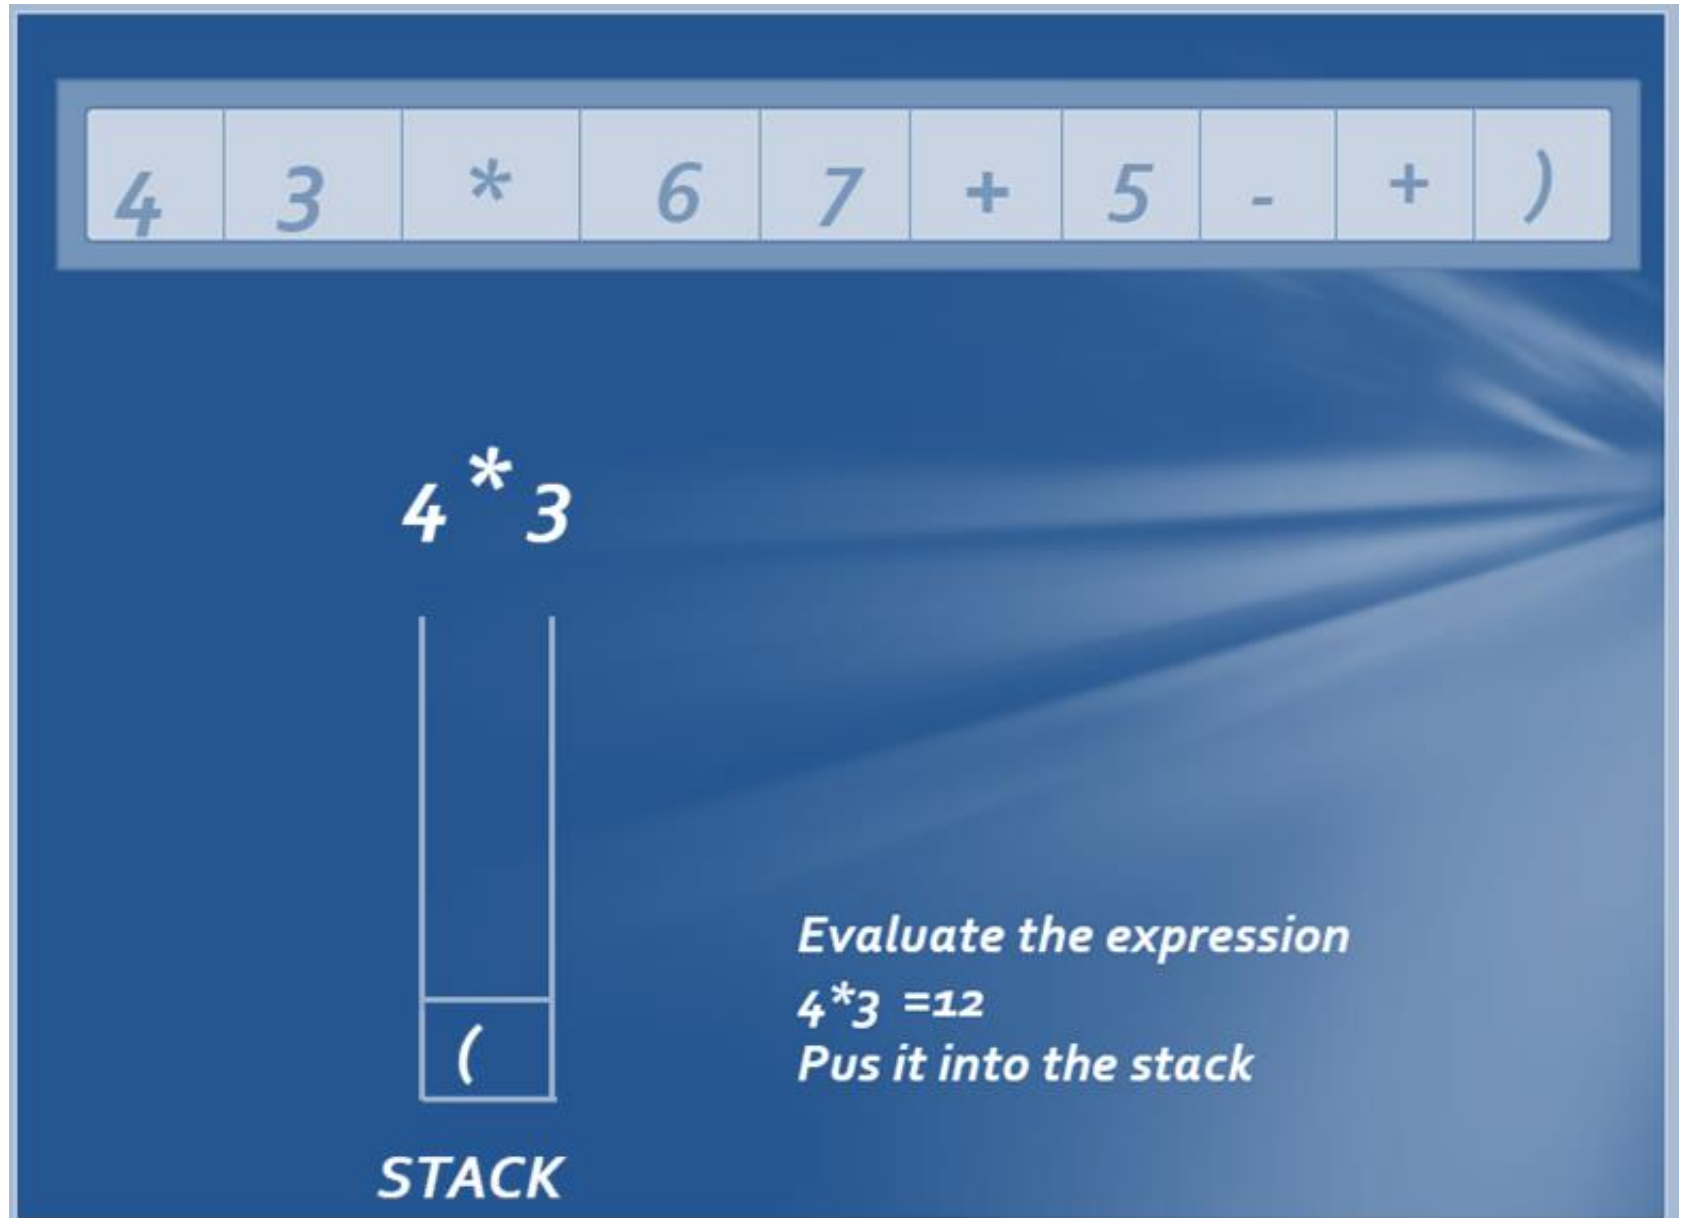 4 3 * 6 7 + 5 - + )
4 * 3
(
Evaluate the expression
4*3 =12
Pus it into the stack
STACK